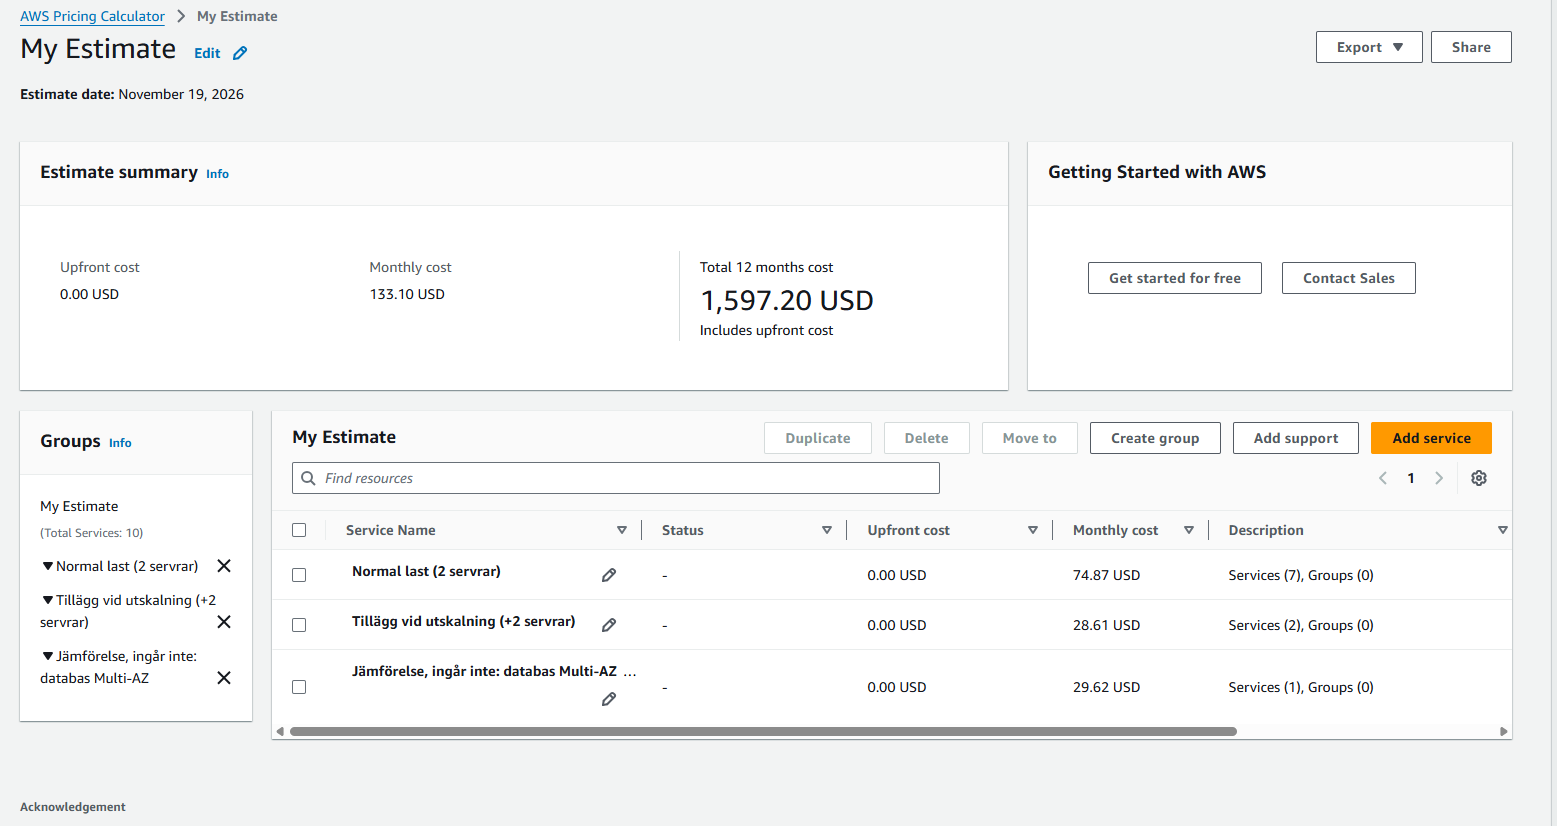 AWS Pricing Calculator > My Estimate
My Estimate Edit
Export Share
Estimate date: November 19, 2026
Estimate summary Info
Upfront cost
0.00 USD
Monthly cost
133.10 USD
Total 12 months cost
1,597.20 USD
Includes upfront cost
Getting Started with AWS
Get started for free Contact Sales
Groups Info
My Estimate
(Total Services: 10)
Normal last (2 servrar)
Tillägg vid utskalning (+2
servrar)
Jämförelse, ingår inte:
databas Multi-AZ
My Estimate
Duplicate Delete Move to Create group Add support Add service
Find resources
1
Service Name Status Upfront cost Monthly cost Description
Normal last (2 servrar) - 0.00 USD 74.87 USD Services (7), Groups (0)
Tillägg vid utskalning (+2 servrar) - 0.00 USD 28.61 USD Services (2), Groups (0)
Jämförelse, ingår inte: databas Multi-AZ ... - 0.00 USD 29.62 USD Services (1), Groups (0)
Acknowledgement